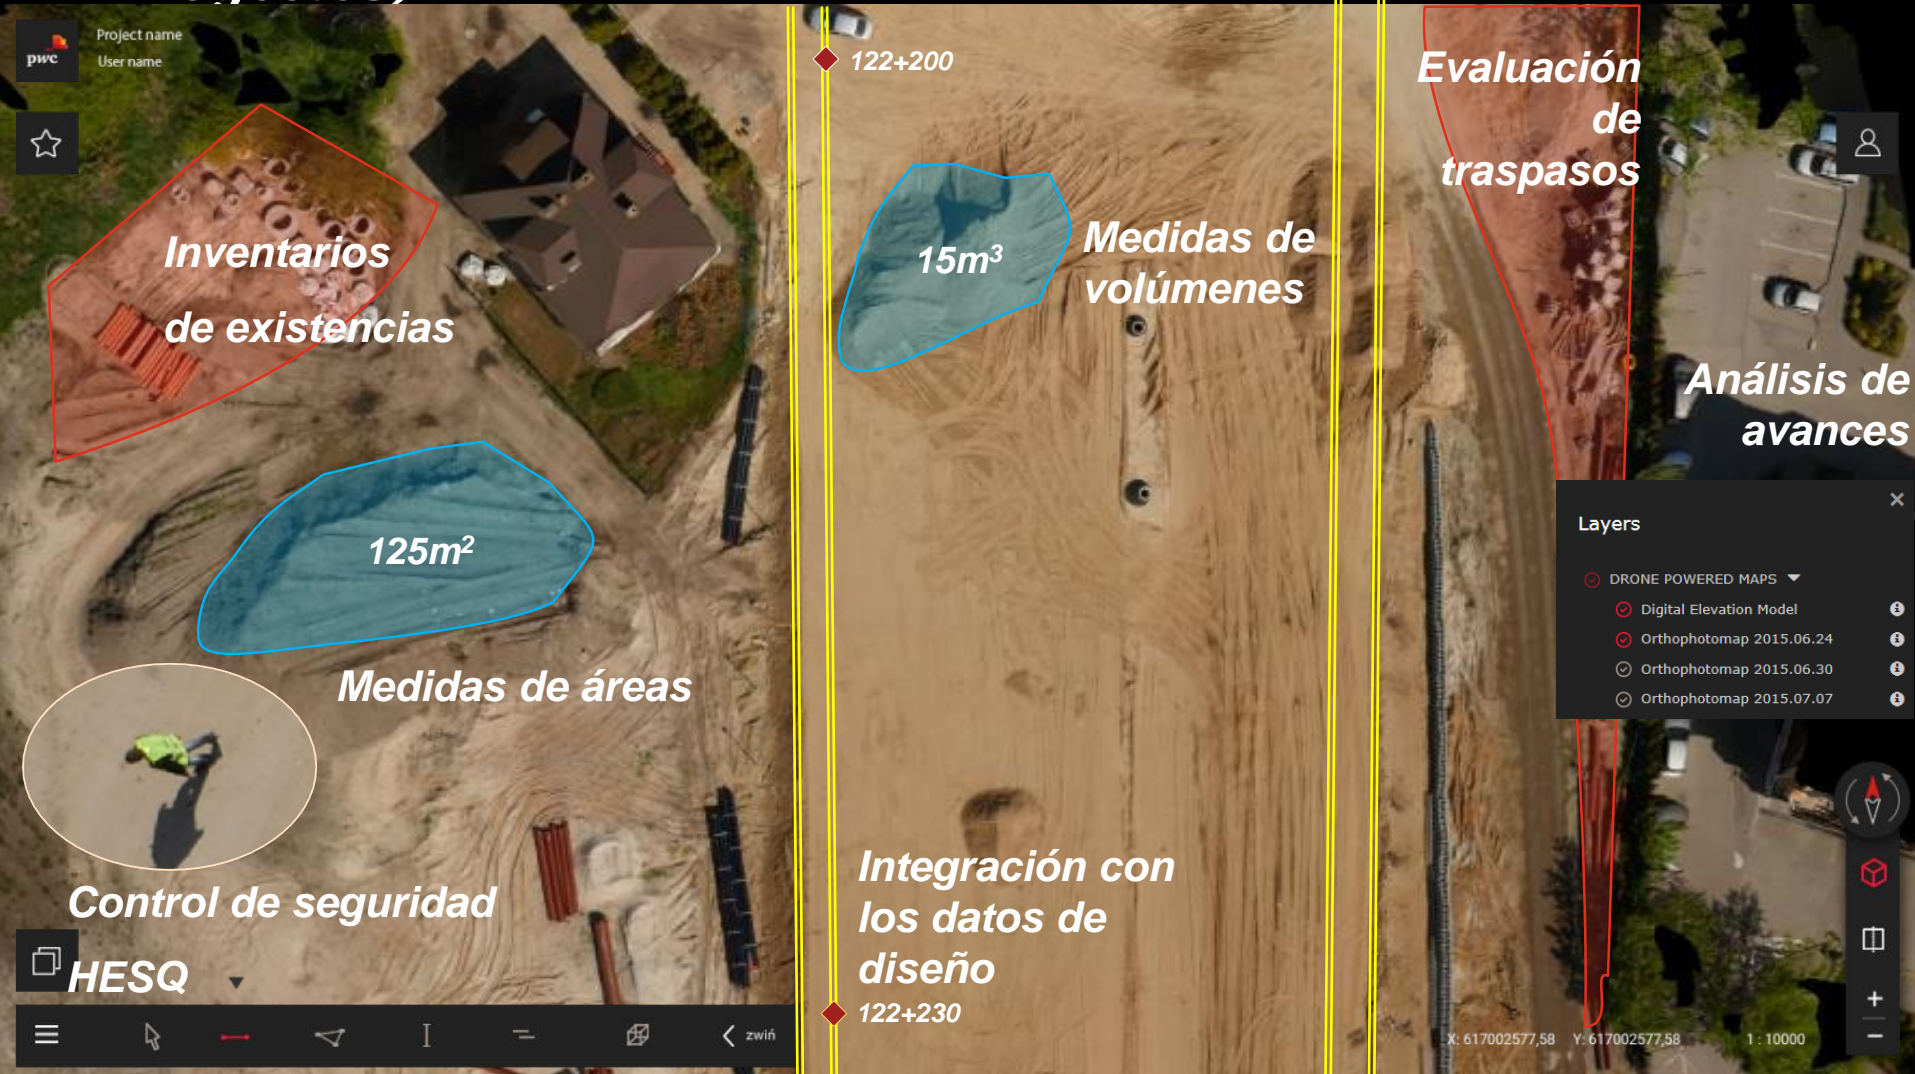 pwc
Project name
User name
122+200
Evaluación
de
traspasos
Inventarios
de existencias
15m³
Medidas de
volúmenes
Análisis de
avances
125m²
Layers
DRONE POWERED MAPS
Digital Elevation Model
Orthophotomap 2015.06.24
Orthophotomap 2015.06.30
Orthophotomap 2015.07.07
Medidas de áreas
Control de seguridad
HESQ
Integración con
los datos de
diseño
122+230
zwiń
X: 617002577,58 Y: 617002577,58 1 : 10000